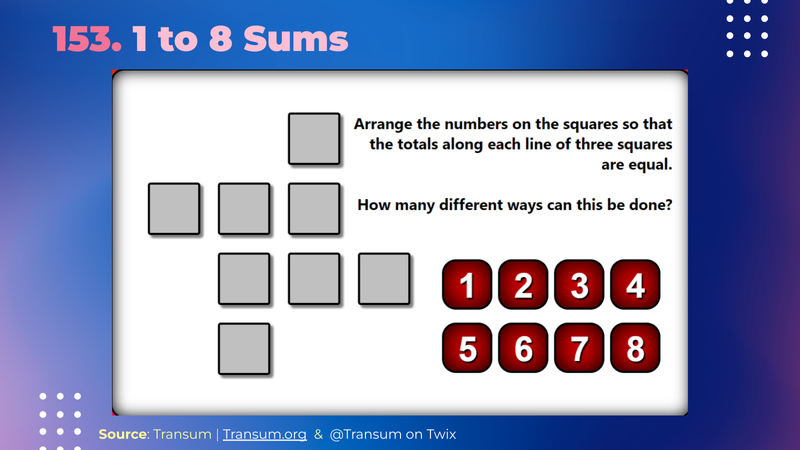 153. 1 to 8 Sums
Arrange the numbers on the squares so that
the totals along each line of three squares
are equal.
How many different ways can this be done?
1 2 3 4
5 6 7 8
Source: Transum | Transum.org & @Transum on Twix